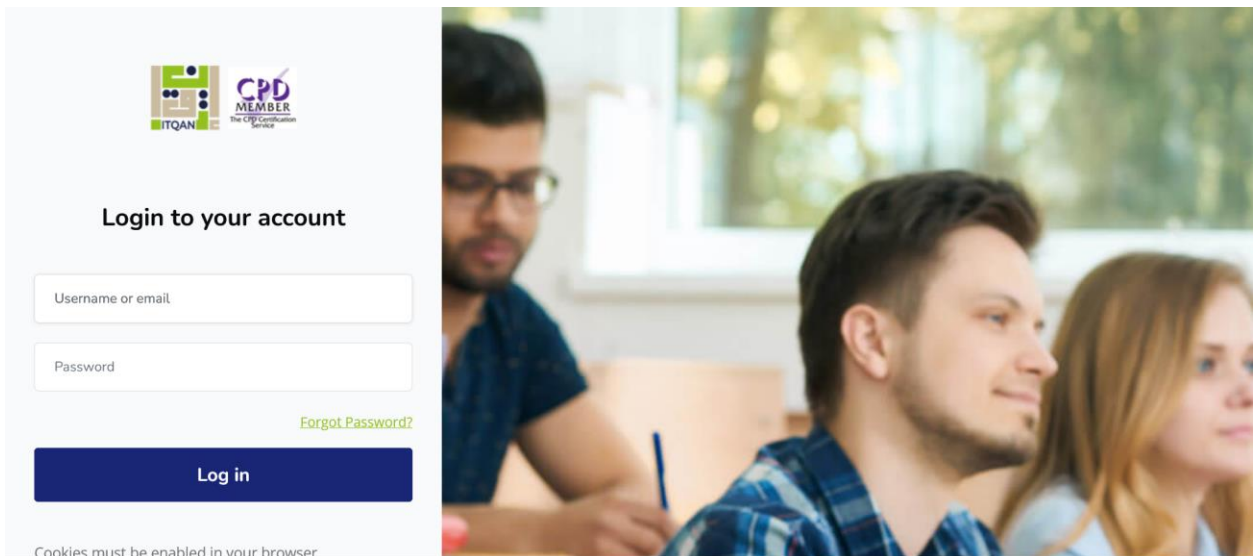 ITQAN
CPD
MEMBER
The CPD Certification
Service
Login to your account
Username or email
Password
Forgot Password?
Log in
Cookies must be enabled in your browser